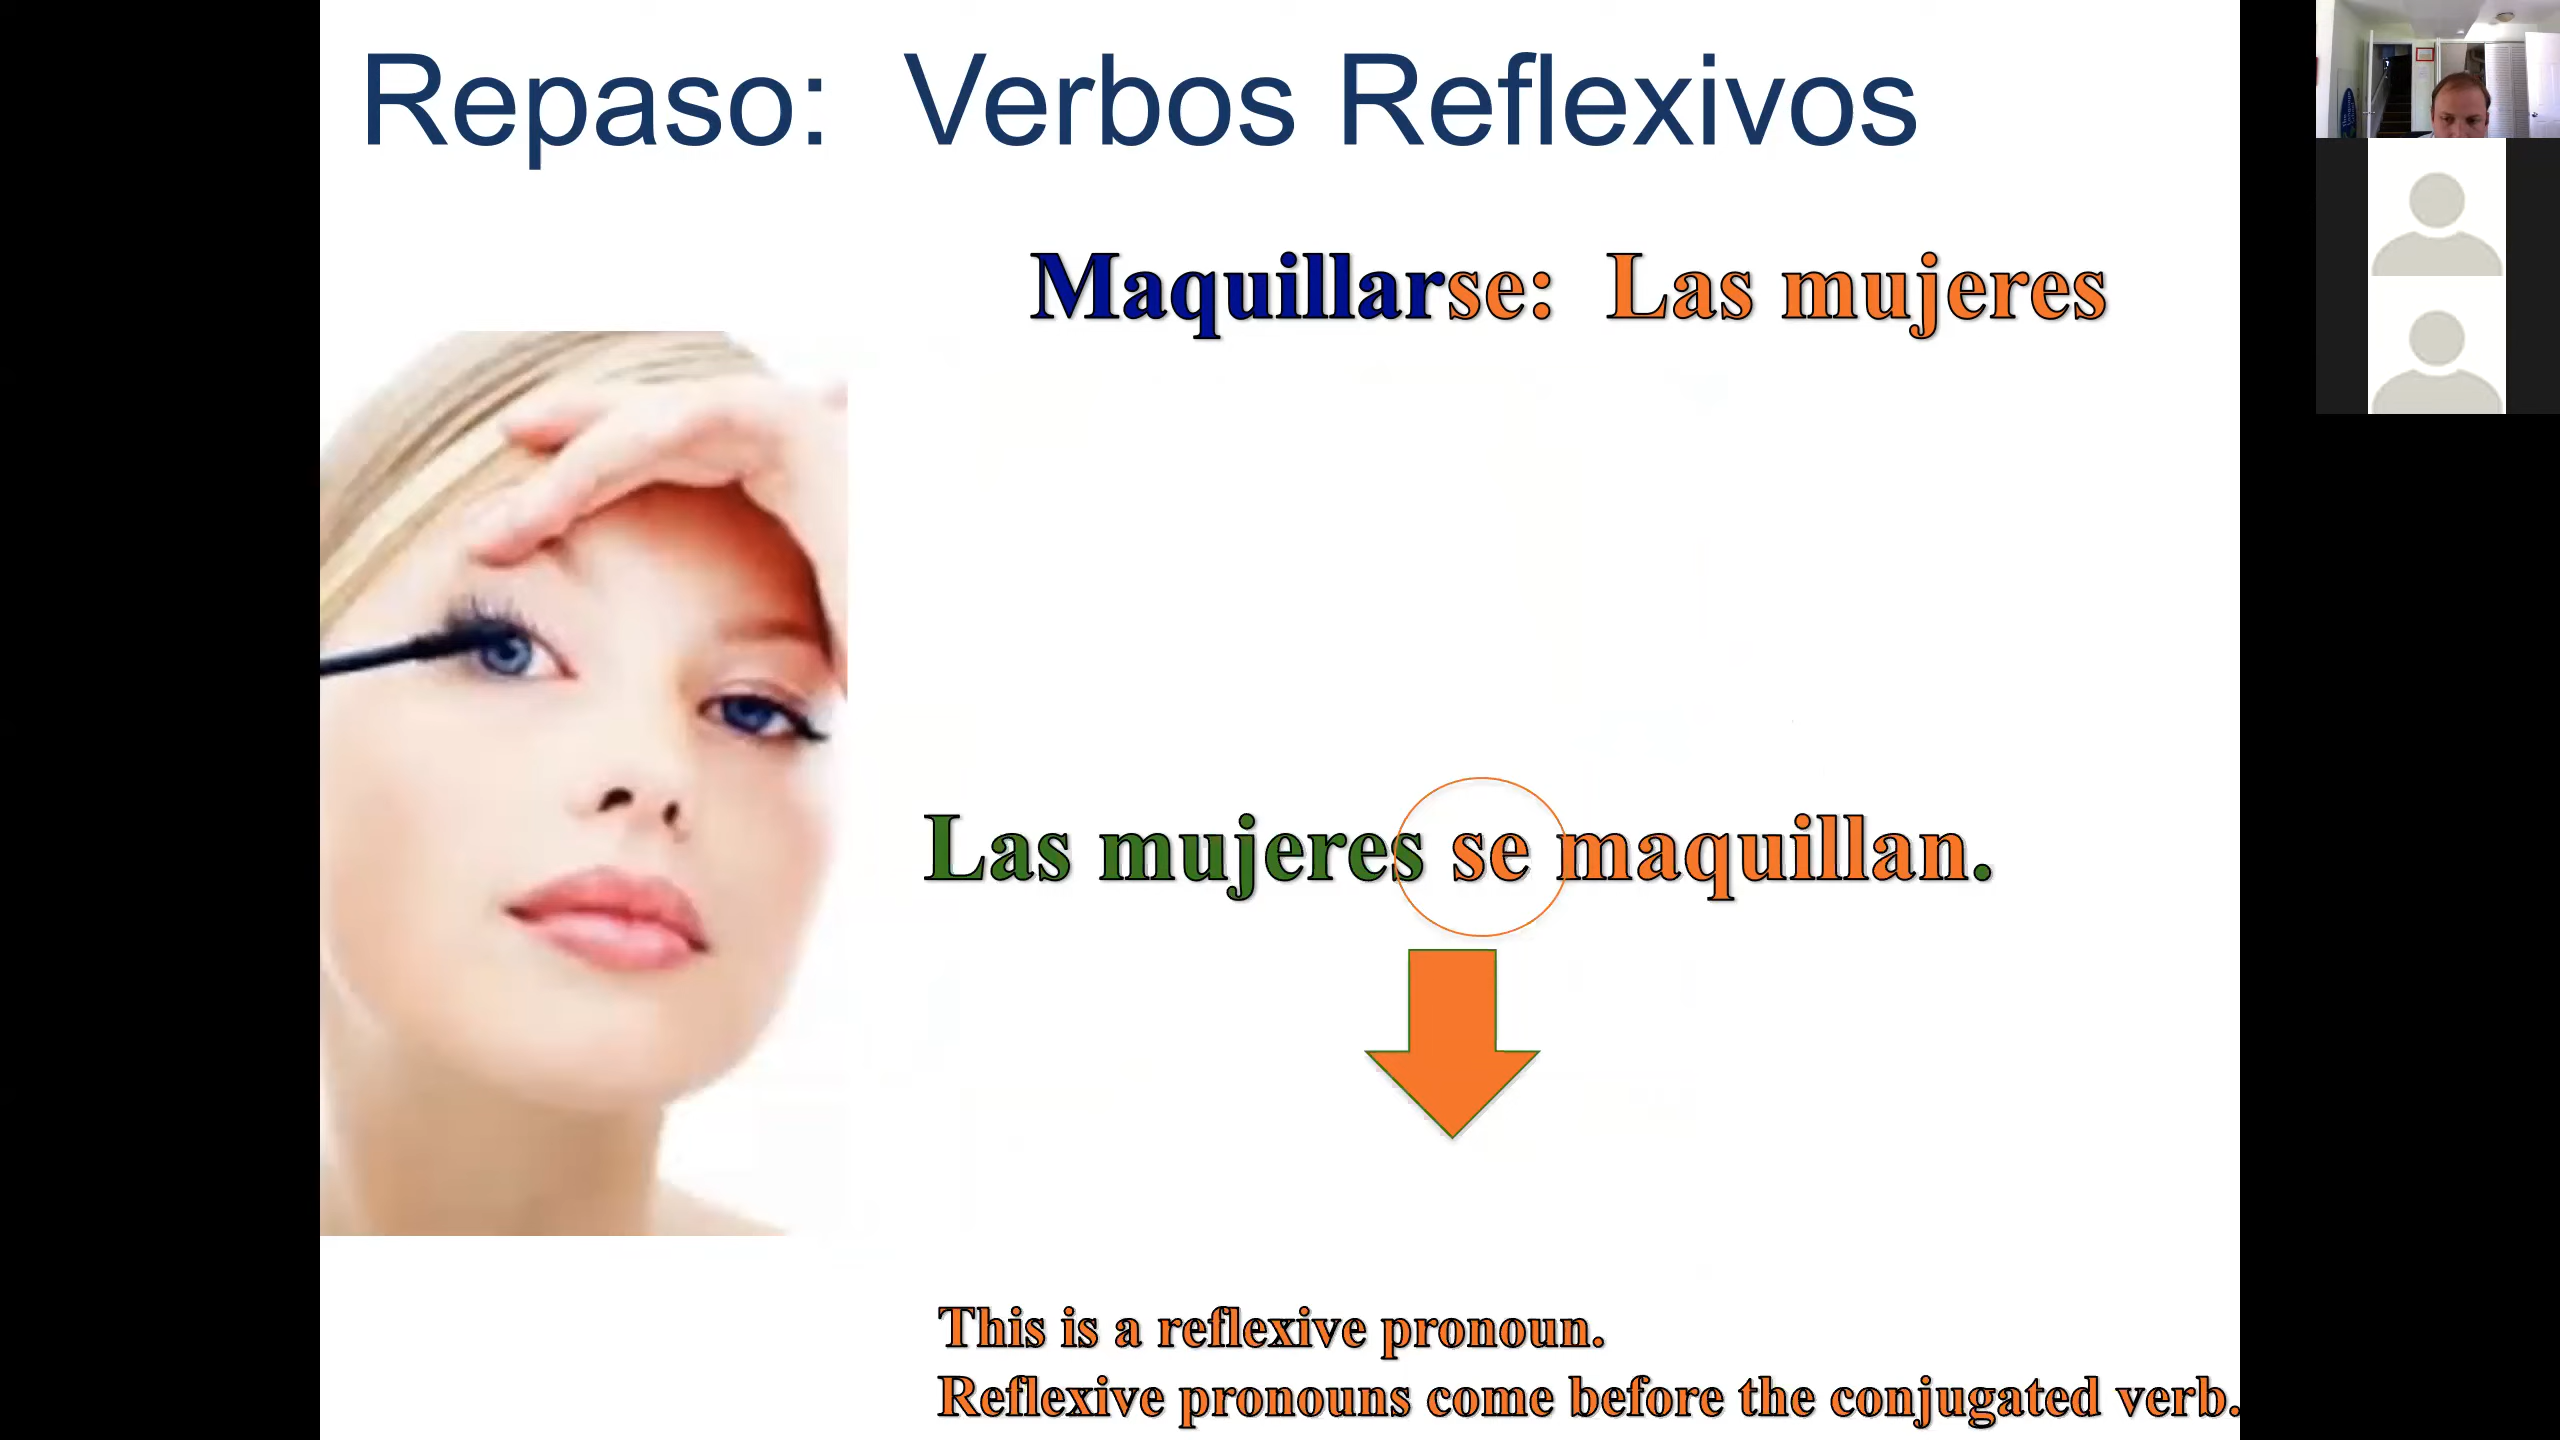 Repaso: Verbos Reflexivos
Maquillarse: Las mujeres
Las mujeres se maquillan.
This is a reflexive pronoun.
Reflexive pronouns come before the conjugated verb.